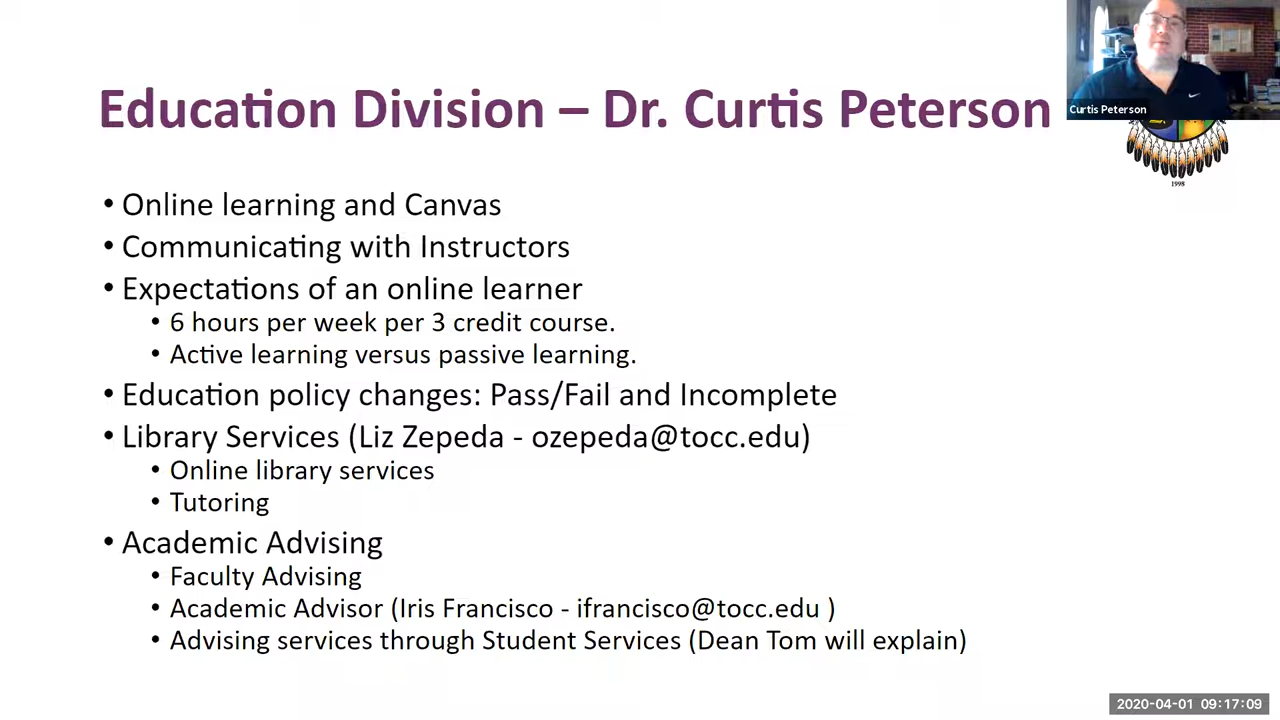 Education Division – Dr. Curtis Peterson
Curtis Peterson
1998
• Online learning and Canvas
• Communicating with Instructors
• Expectations of an online learner
• 6 hours per week per 3 credit course.
• Active learning versus passive learning.
• Education policy changes: Pass/Fail and Incomplete
• Library Services (Liz Zepeda - ozepeda@tocc.edu)
• Online library services
• Tutoring
• Academic Advising
• Faculty Advising
• Academic Advisor (Iris Francisco - ifrancisco@tocc.edu )
• Advising services through Student Services (Dean Tom will explain)
2020-04-01 09:17:09